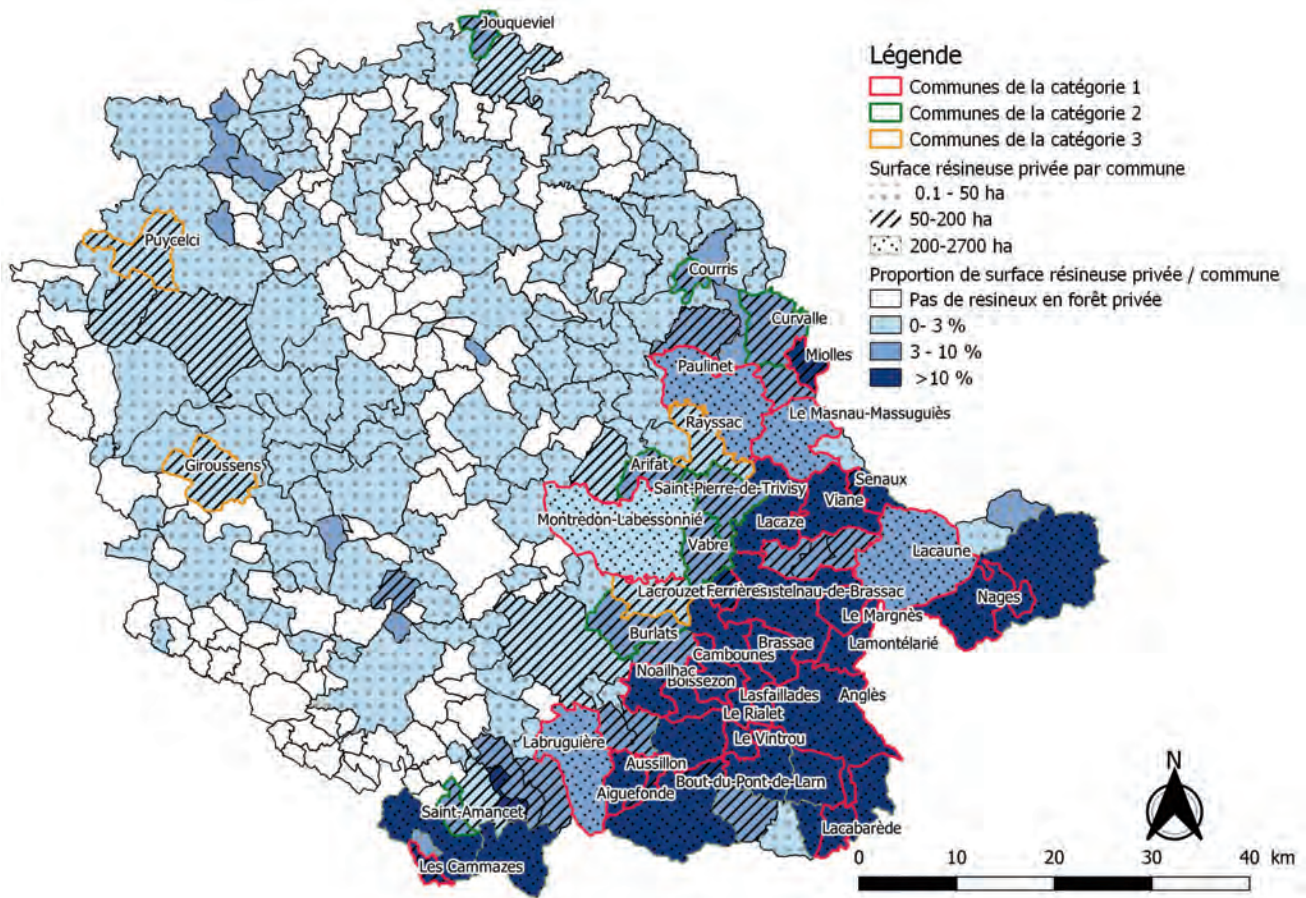 Jouqueviel
Légende
Communes de la catégorie 1
Communes de la catégorie 2
Communes de la catégorie 3
Surface résineuse privée par commune
0.1 - 50 ha
50-200 ha
200-2700 ha
Proportion de surface résineuse privée / commune
Pas de resineux en forêt privée
0- 3 %
3 - 10 %
>10 %
Puycelci
Courris
Curvalle
Miolles
Paulinet
Le Masnau-Massuguiès
Rayssac
Giroussens
Arifat
Saint-Pierre-de-Trivisy
Senaux
Viane
Montredon-Labessonnié
Lacaze
Vabre
Lacaune
Lacrouzet
Ferrières
stelnau-de-Brassac
Nages
Le Margnès
Burlats
Brassac
Lamontélarié
Cambounes
Noailhac
Boissezon
Lasfaillades
Anglès
Le Rialet
Labruguière
Le Vintrou
Aussillon
Bout-du-Pont-de-Larn
Aiguefonde
Saint-Amancet
Lacabarède
Les Cammazes
N
0 10 20 30 40 km